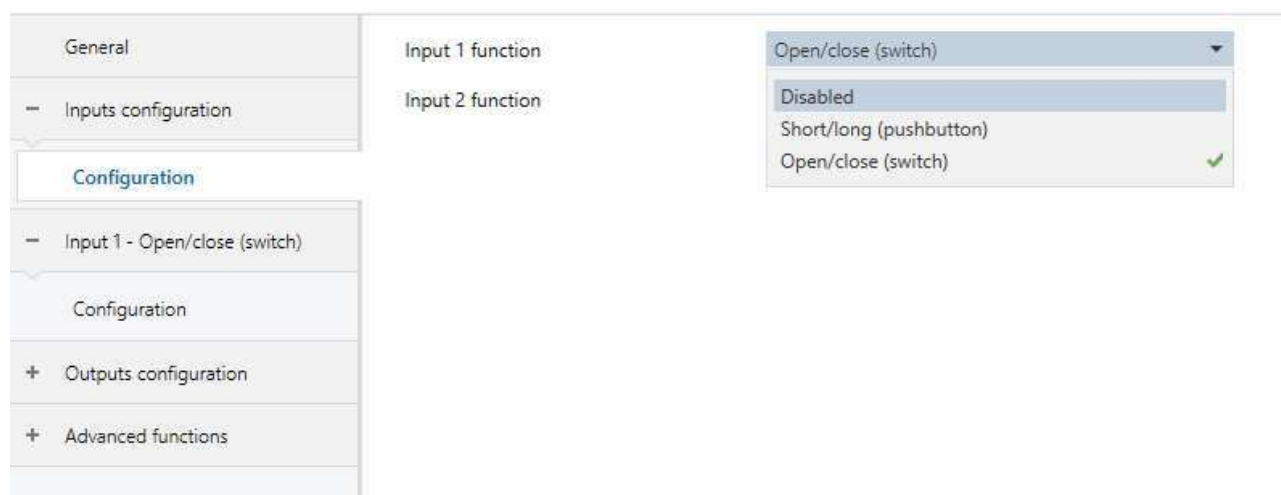 General
− Inputs configuration
Configuration
− Input 1 - Open/close (switch)
Configuration
+ Outputs configuration
+ Advanced functions
Input 1 function
Open/close (switch)
Input 2 function
Disabled
Short/long (pushbutton)
Open/close (switch)